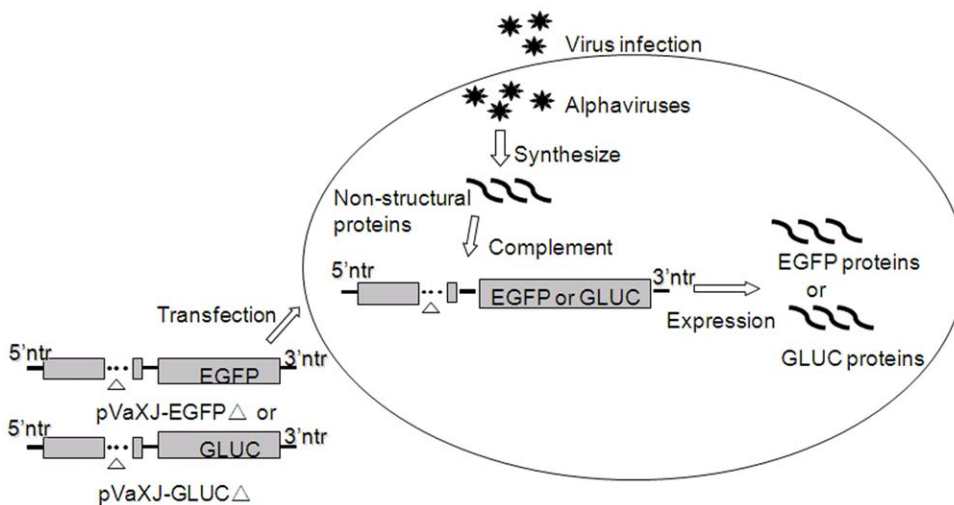 Virus infection
Alphaviruses
Synthesize
Non-structural
proteins
Complement
5'ntr
3'ntr
EGFP or GLUC
Expression
EGFP proteins
or
GLUC proteins
Transfection
5'ntr
3'ntr
EGFP
pVaXJ-EGFP△ or
5'ntr
3'ntr
GLUC
pVaXJ-GLUC△